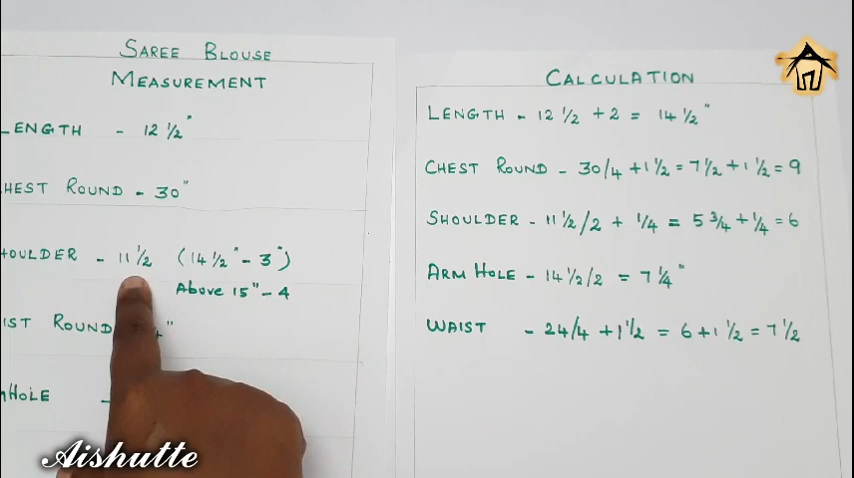 SAREE BLOUSE
MEASUREMENT
LENGTH - 12 1/2"
HEST ROUND - 30"
HOULDER - 11 1/2 (14 1/2" - 3")
Above 15" - 4
IST ROUND 4"
HOLE -
CALCULATION
LENGTH - 12 1/2 + 2 = 14 1/2"
CHEST ROUND - 30/4 + 1 1/2 = 7 1/2 + 1 1/2 = 9
SHOULDER - 11 1/2/2 + 1/4 = 5 3/4 + 1/4 = 6
ARM HOLE - 14 1/2/2 = 7 1/4"
WAIST - 24/4 + 1 1/2 = 6 + 1 1/2 = 7 1/2
Aishutte